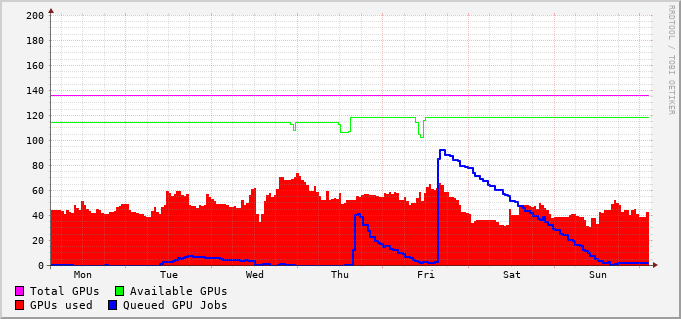 200
180
160
140
120
100
80
60
40
20
0
Mon Tue Wed Thu Fri Sat Sun
Total GPUs Available GPUs
GPUs used Queued GPU Jobs
RRDTOOL / TOBI OETIKER